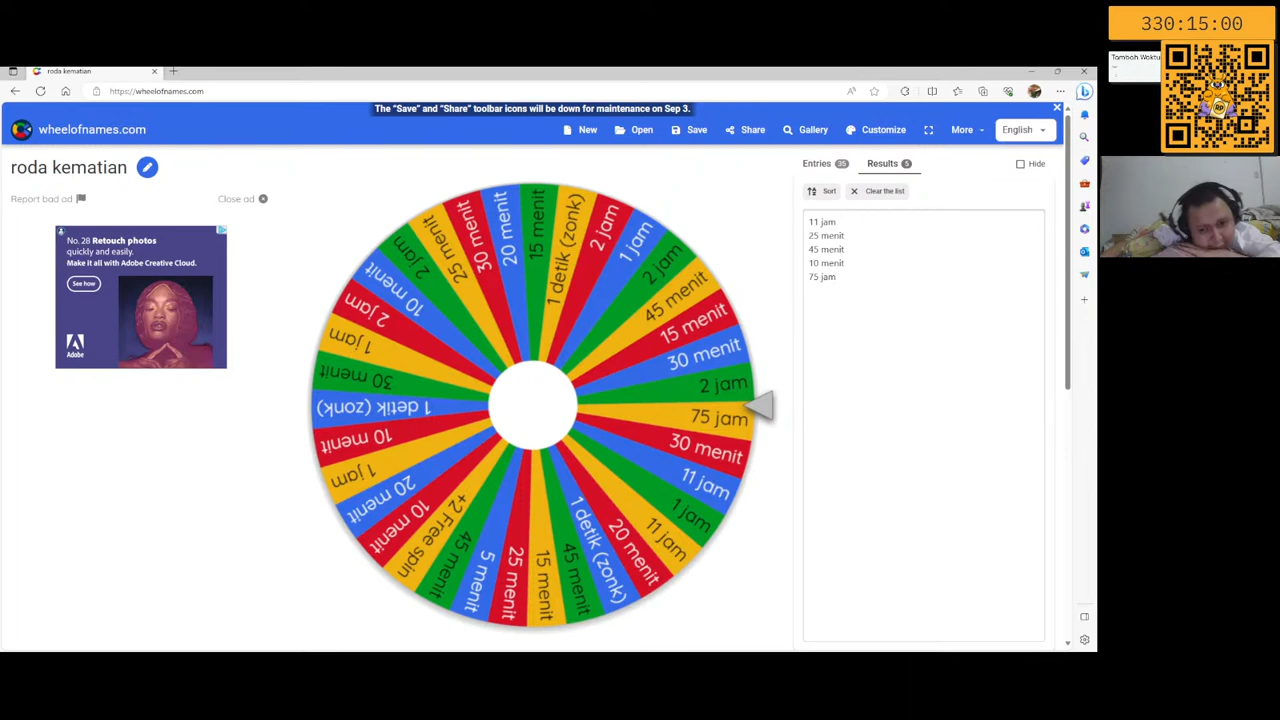 330:15:00
Tambah Waktu
roda kematian
https://wheelofnames.com
The “Save” and “Share” toolbar icons will be down for maintenance on Sep 3.
wheelofnames.com
New
Open
Save
Share
Gallery
Customize
More
English
roda kematian
Report bad ad
Close ad
No. 28 Retouch photos
quickly and easily.
Make it all with Adobe Creative Cloud.
See how
Adobe
Entries 35
Results 5
Hide
Sort
Clear the list
11 jam
25 menit
45 menit
10 menit
75 jam
15 menit
1 detik (zonk)
2 jam
1 jam
2 jam
45 menit
15 menit
30 menit
2 jam
75 jam
30 menit
11 jam
1 jam
11 jam
20 menit
1 detik (zonk)
45 menit
15 menit
25 menit
5 menit
45 menit
+2 Free spin
10 menit
20 menit
1 jam
10 menit
1 detik (zonk)
30 menit
1 jam
2 jam
10 menit
2 jam
25 menit
30 menit
20 menit